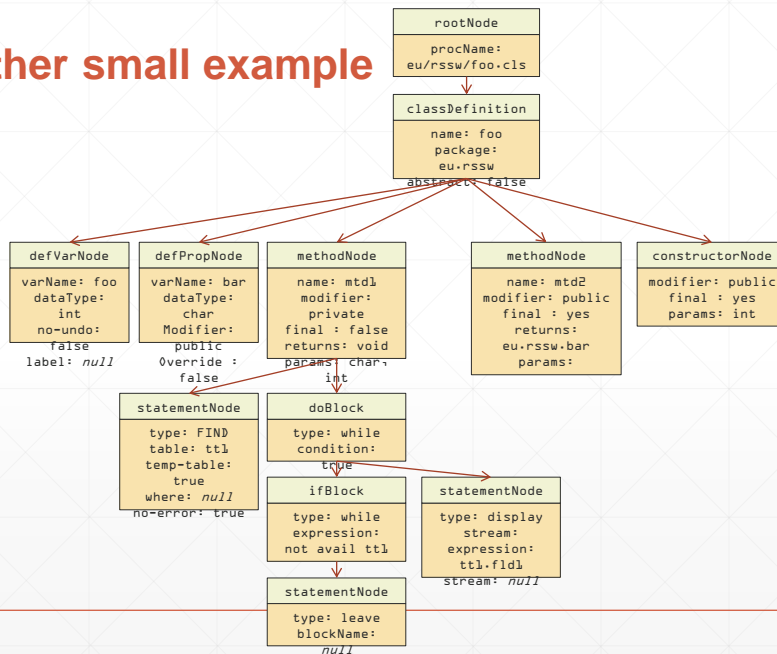 ther small example
rootNode
procName:
eu/rssw/foo.cls
classDefinition
name: foo
package:
eu.rssw
abstract: false
defVarNode
varName: foo
dataType:
int
no-undo:
false
label: null
defPropNode
varName: bar
dataType:
char
Modifier:
public
Override :
false
methodNode
name: mtd1
modifier:
private
final : false
returns: void
params: char,
int
methodNode
name: mtd2
modifier: public
final : yes
returns:
eu.rssw.bar
params:
constructorNode
modifier: public
final : yes
params: int
statementNode
type: FIND
table: tt1
temp-table:
true
where: null
no-error: true
doBlock
type: while
condition:
true
ifBlock
type: while
expression:
not avail tt1
statementNode
type: display
stream:
expression:
tt1.fld1
stream: null
statementNode
type: leave
blockName:
null